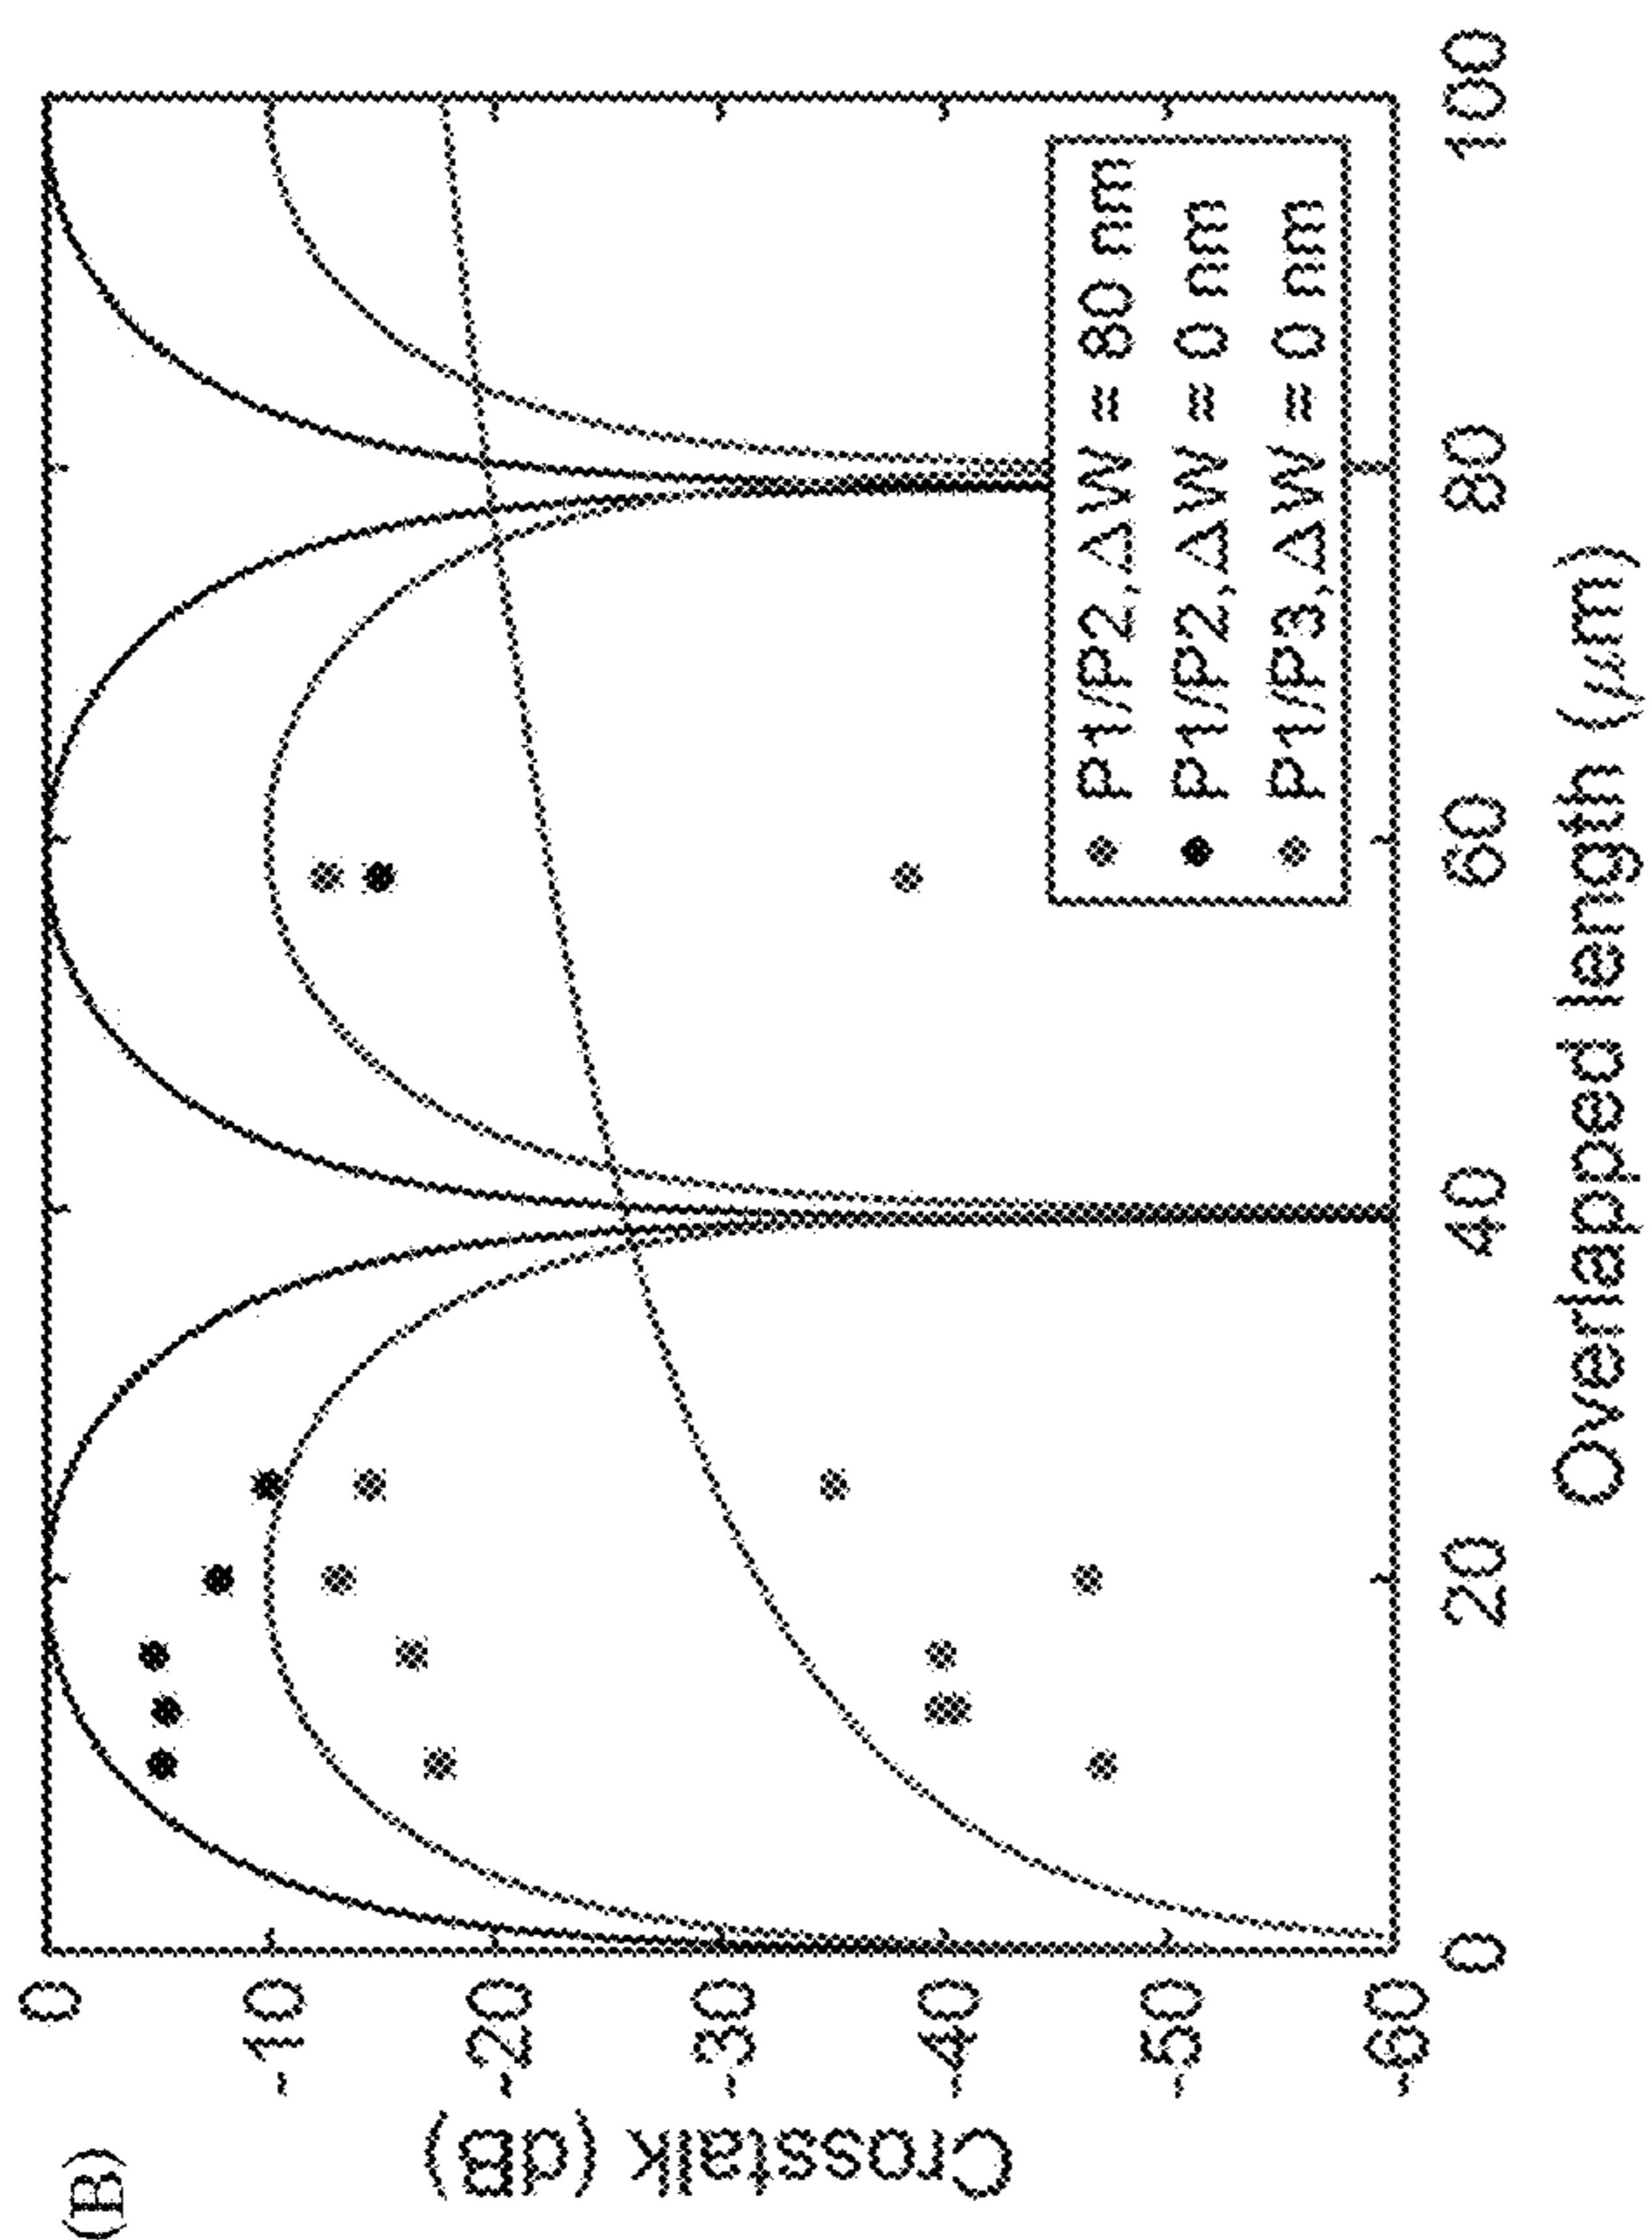 (B)
Crosstalk (dB)
0
-10
-20
-30
-40
-50
-60
0
20
40
60
80
100
Overlapped length (μm)
P1/P2,ΔW = 80 nm
P1/P2,ΔW = 0 nm
P1/P3,ΔW = 0 nm